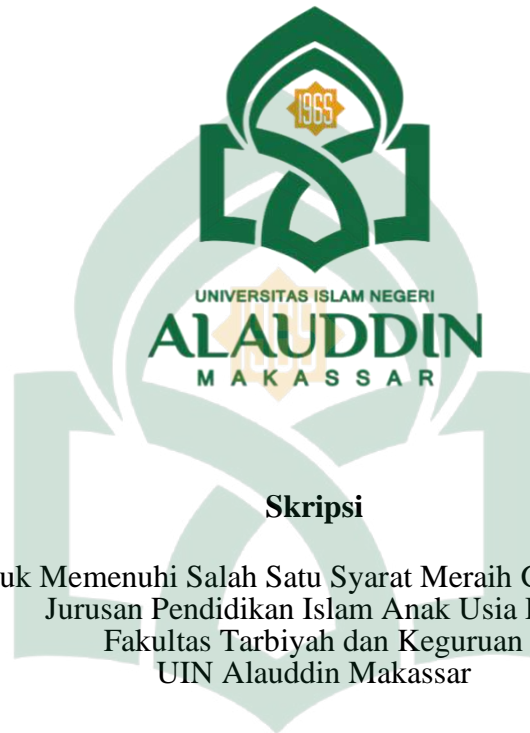 1965
UNIVERSITAS ISLAM NEGERI
ALAUDDIN
MAKASSAR
Skripsi
uk Memenuhi Salah Satu Syarat Meraih
Jurusan Pendidikan Islam Anak Usia
Fakultas Tarbiyah dan Keguruan
UIN Alauddin Makassar